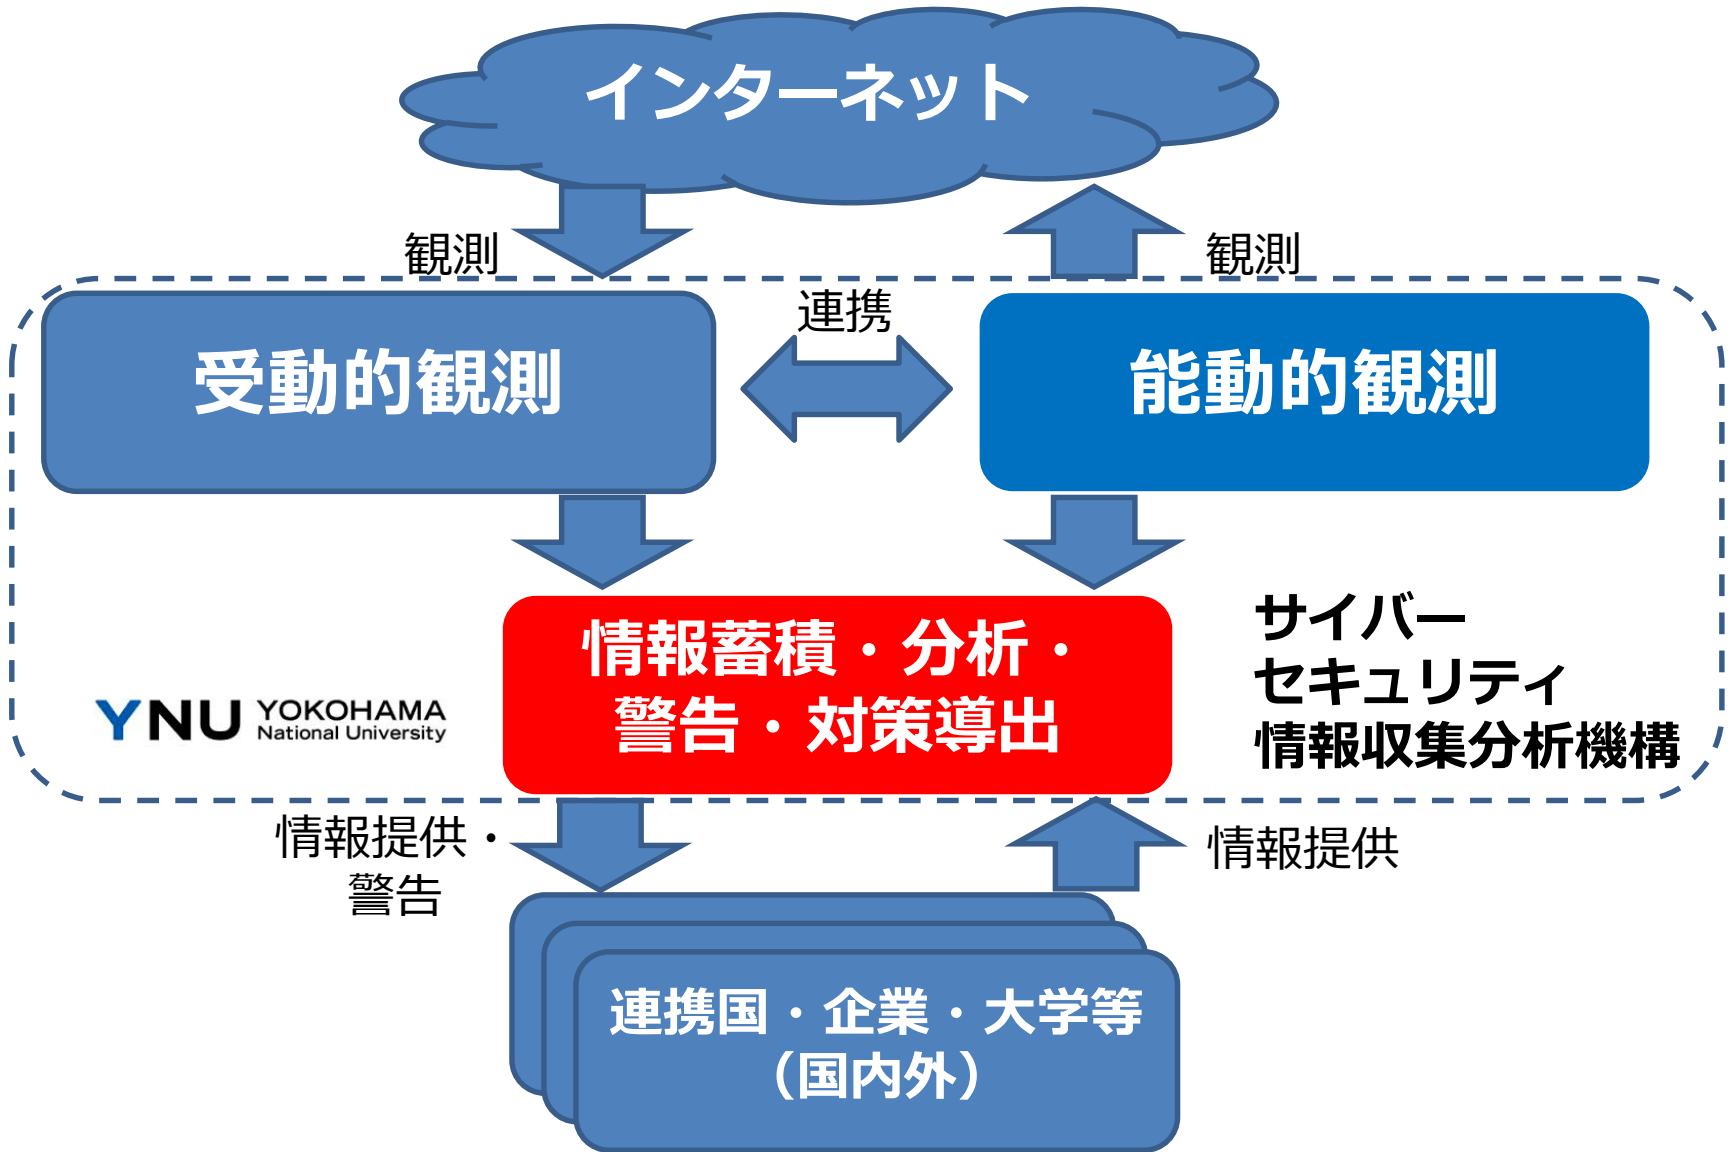 インターネット
観測
観測
連携
受動的観測
能動的観測
情報蓄積・分析・
警告・対策導出
サイバー
セキュリティ
情報収集分析機構
YNU YOKOHAMA
National University
情報提供・
警告
情報提供
連携国・企業・大学等
（国内外）